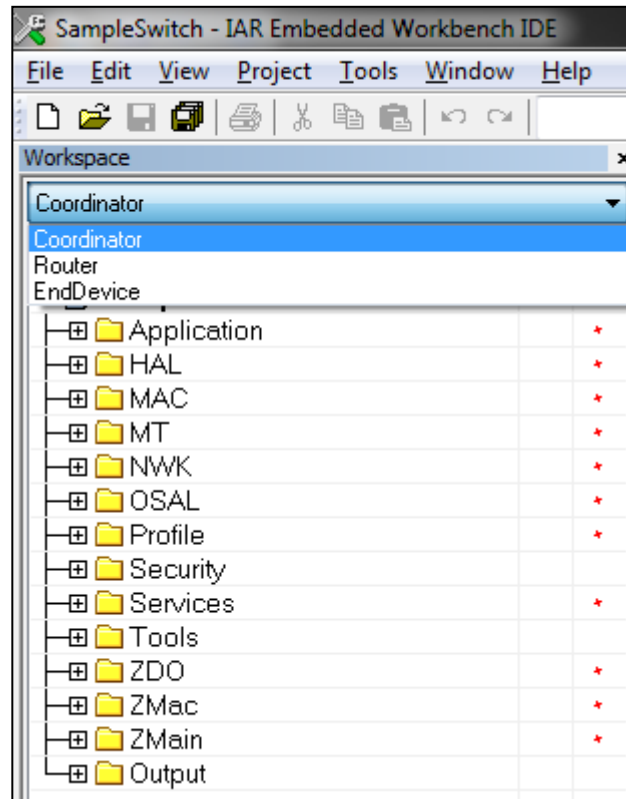 SampleSwitch - IAR Embedded Workbench IDE
File Edit View Project Tools Window Help
Workspace
Coordinator
Coordinator
Router
EndDevice
Application
HAL
MAC
MT
NWK
OSAL
Profile
Security
Services
Tools
ZDO
ZMac
ZMain
Output